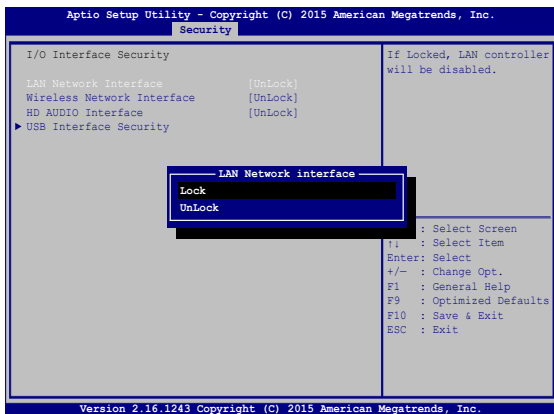 Aptio Setup Utility - Copyright (C) 2015 American Megatrends, Inc.
Security
I/O Interface Security
LAN Network Interface [UnLock]
Wireless Network Interface [UnLock]
HD AUDIO Interface [UnLock]
▶ USB Interface Security
If Locked, LAN controller
will be disabled.
LAN Network interface
Lock
UnLock
: Select Screen
↑↓ : Select Item
Enter: Select
+/— : Change Opt.
F1 : General Help
F9 : Optimized Defaults
F10 : Save & Exit
ESC : Exit
Version 2.16.1243 Copyright (C) 2015 American Megatrends, Inc.